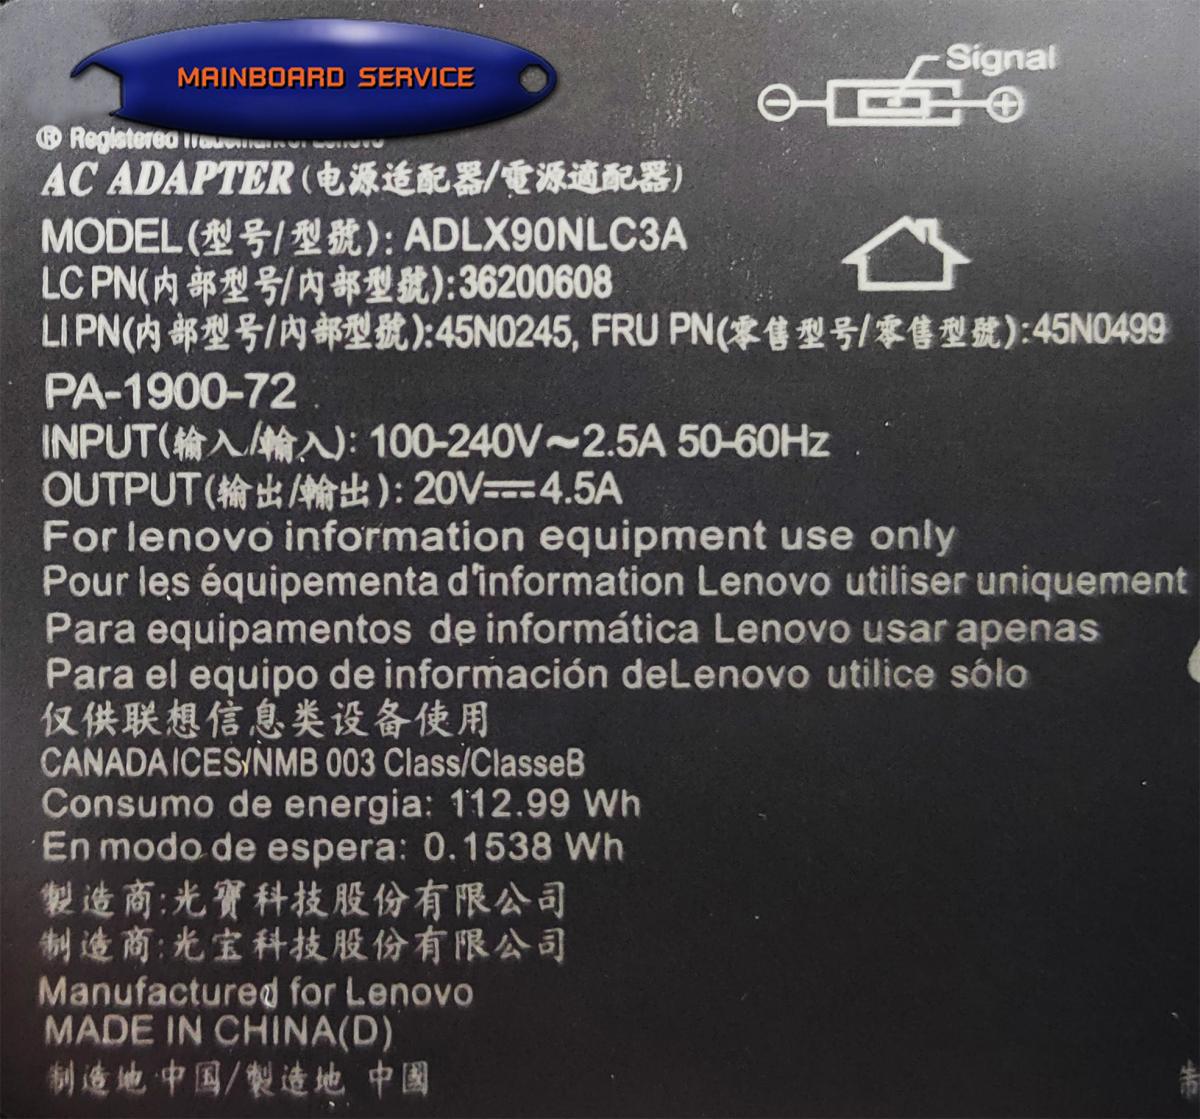 MAINBOARD SERVICE
Signal
® Registered Trademark of Lenovo
AC ADAPTER (电源适配器/電源適配器)
MODEL(型号/型號): ADLX90NLC3A
LC PN(内部型号/內部型號):36200608
LI PN(内部型号/內部型號):45N0245, FRU PN(零售型号/零售型號):45N0499
PA-1900-72
INPUT(输入/輸入): 100-240V～2.5A 50-60Hz
OUTPUT(输出/輸出): 20V⎓4.5A
For lenovo information equipment use only
Pour les équipementa d'information Lenovo utiliser uniquement
Para equipamentos de informática Lenovo usar apenas
Para el equipo de información deLenovo utilice sólo
仅供联想信息类设备使用
CANADA ICES/NMB 003 Class/ClasseB
Consumo de energia: 112.99 Wh
En modo de espera: 0.1538 Wh
製造商:光寶科技股份有限公司
制造商:光宝科技股份有限公司
Manufactured for Lenovo
MADE IN CHINA(D)
制造地 中国/製造地 中國